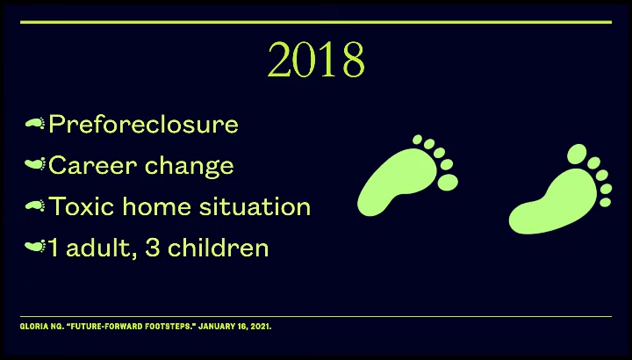 2018
Preforeclosure
Career change
Toxic home situation
1 adult, 3 children
GLORIA NG. "FUTURE-FORWARD FOOTSTEPS." JANUARY 16, 2021.